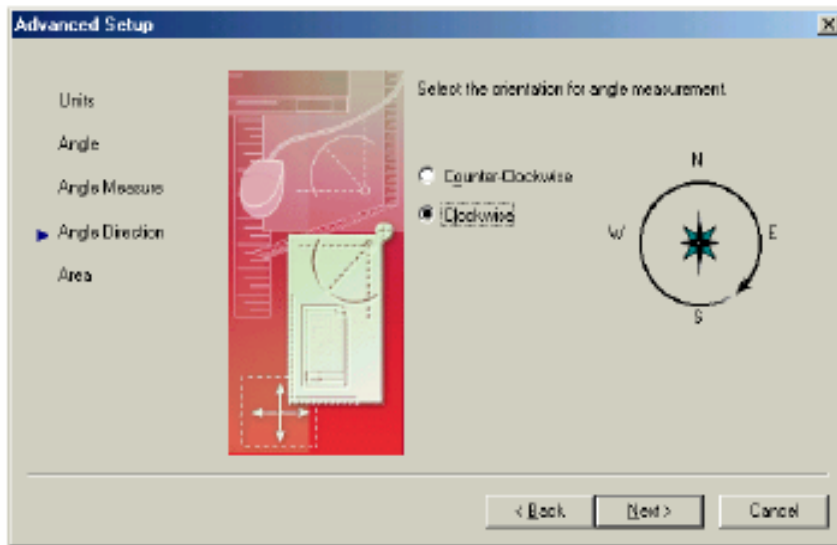 Advanced Setup
Units
Angle
Angle Measure
Angle Direction
Area
Select the orientation for angle measurement.
Counter-Clockwise
Clockwise
N
W
E
S
< Back
Next >
Cancel